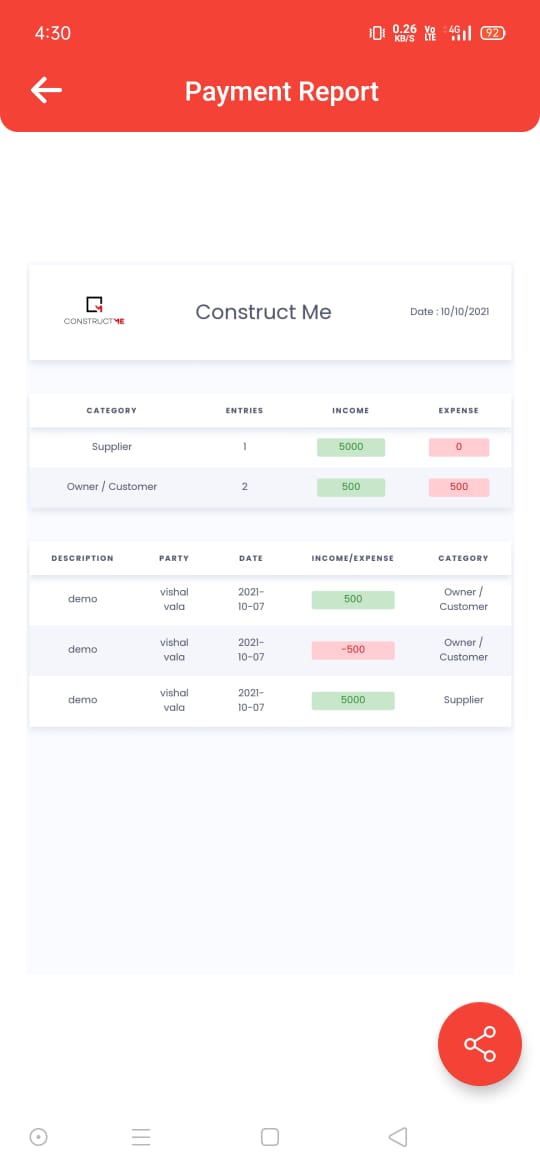 4:30
0.26 KB/S Vo LTE 4G 92
Payment Report
CONSTRUCTME
Construct Me
Date : 10/10/2021
CATEGORY ENTRIES INCOME EXPENSE
Supplier 1 5000 0
Owner / Customer 2 500 500
DESCRIPTION PARTY DATE INCOME/EXPENSE CATEGORY
demo vishal vala 2021-10-07 500 Owner / Customer
demo vishal vala 2021-10-07 -500 Owner / Customer
demo vishal vala 2021-10-07 5000 Supplier